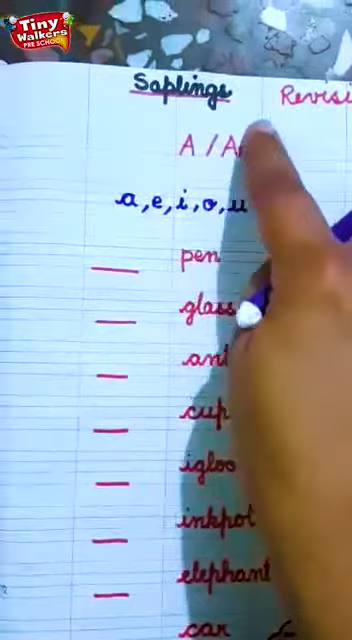 Tiny
Walkers
PRE SCHOOL
Saplings
A / A
a, e, i, o, u
pen
glass
ant
cup
igloo
inkpot
elephant
car